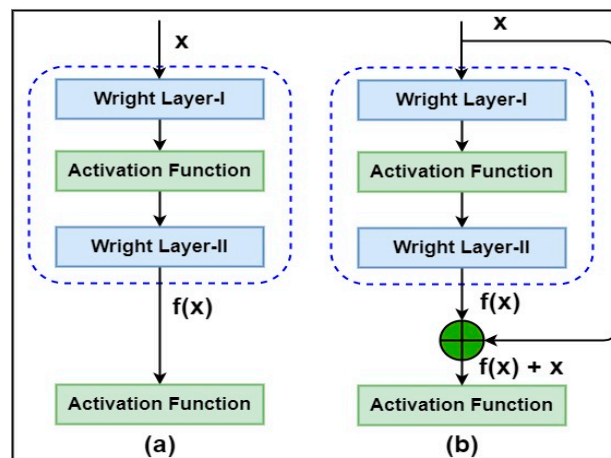 x
Wright Layer-I
Activation Function
Wright Layer-II
f(x)
Activation Function
(a)
x
Wright Layer-I
Activation Function
Wright Layer-II
f(x)
f(x) + x
Activation Function
(b)